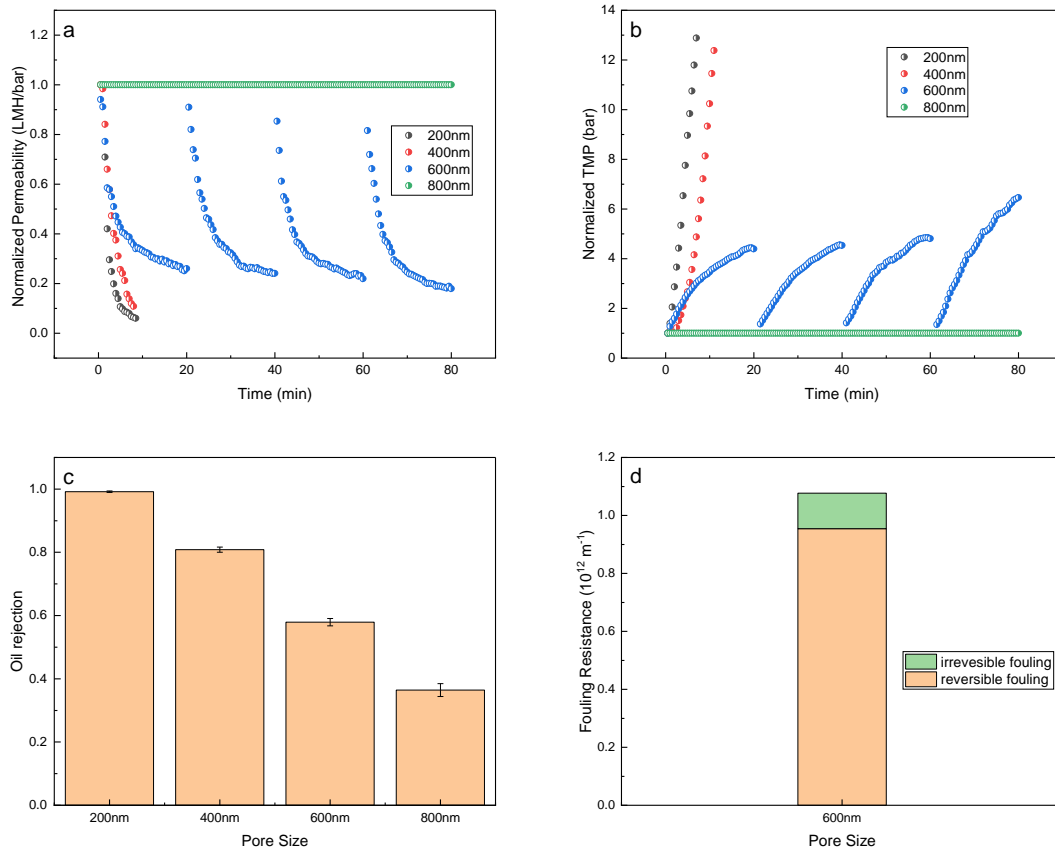 a
Normalized Permeability (LMH/bar)
1.2
1.0
0.8
0.6
0.4
0.2
0.0
200nm
400nm
600nm
800nm
0
20
40
60
80
Time (min)
b
Normalized TMP (bar)
14
12
10
8
6
4
2
0
200nm
400nm
600nm
800nm
0
20
40
60
80
Time (min)
c
Oil rejection
1.0
0.8
0.6
0.4
0.2
0.0
200nm
400nm
600nm
800nm
Pore Size
d
Fouling Resistance (10¹² m⁻¹)
1.2
1.0
0.8
0.6
0.4
0.2
0.0
irrevesible fouling
reversible fouling
600nm
Pore Size